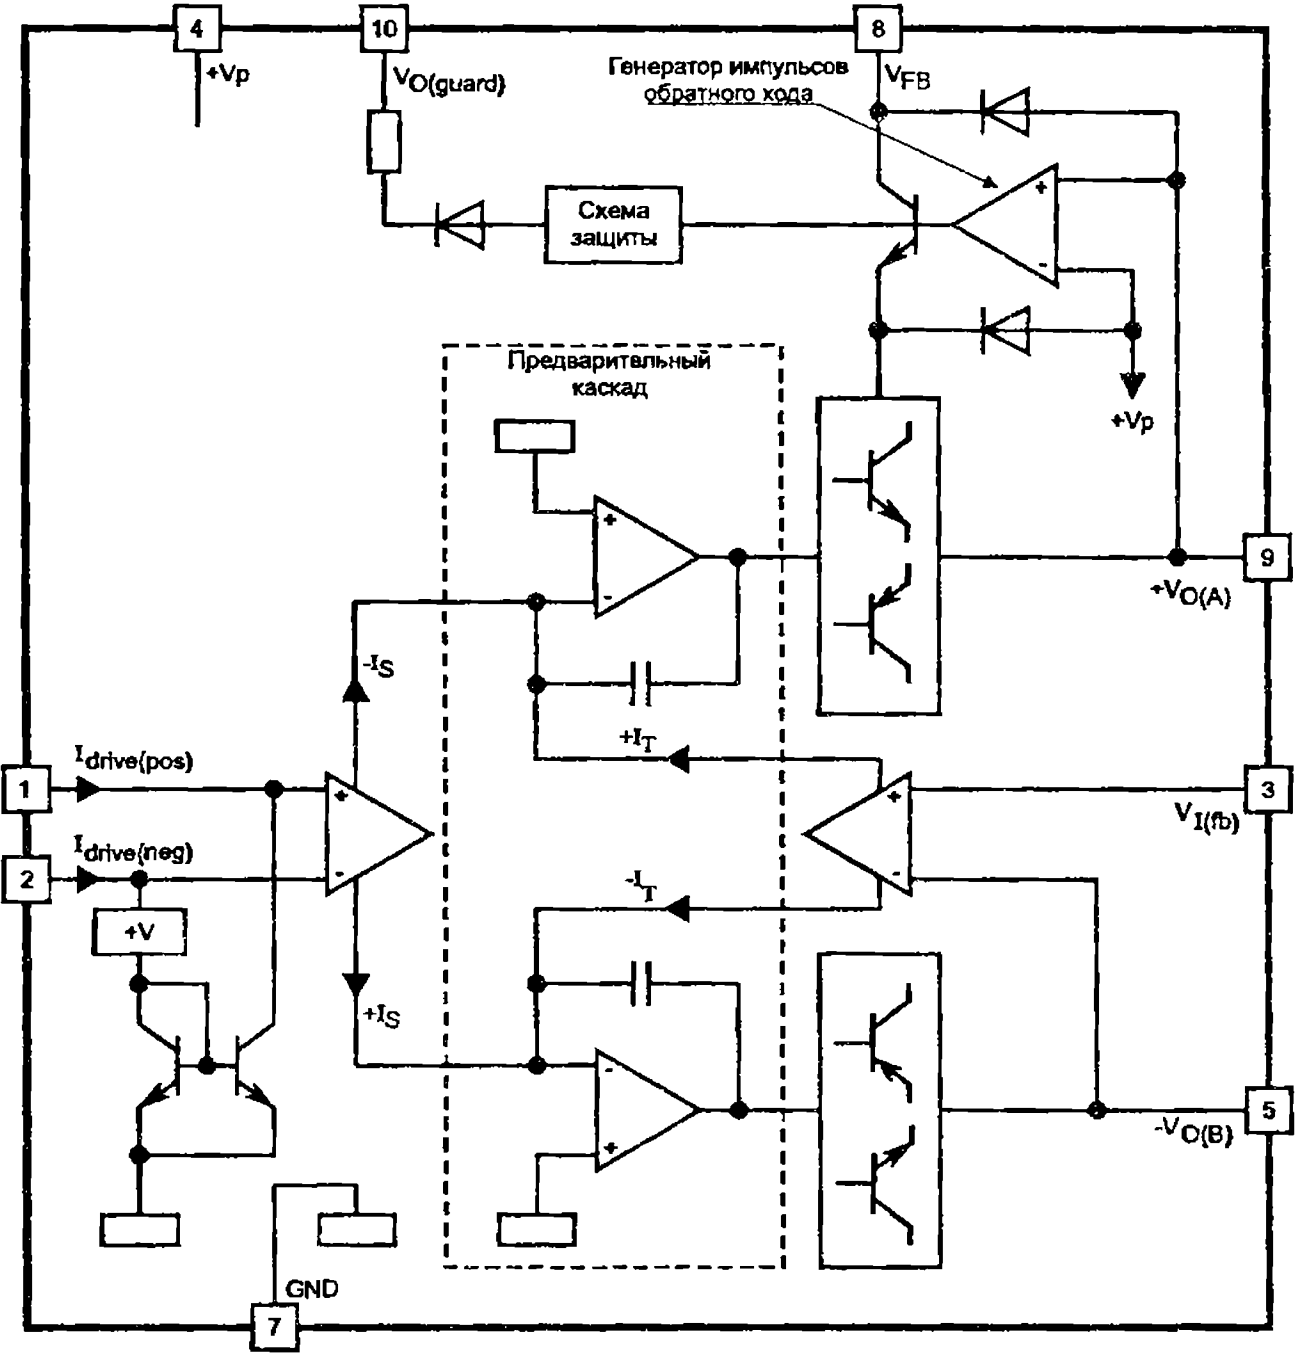 4
10
8
+Vp
VO(guard)
Генератор импульсов
обратного хода
VFB
+
-
Схема
защиты
+Vp
Предварительный
каскад
+
-
9
+VO(A)
-IS
+IT
Idrive(pos)
1
+
3
VI(fb)
+
Idrive(neg)
2
-
-
-IT
+V
+IS
-
+
5
-VO(B)
GND
7